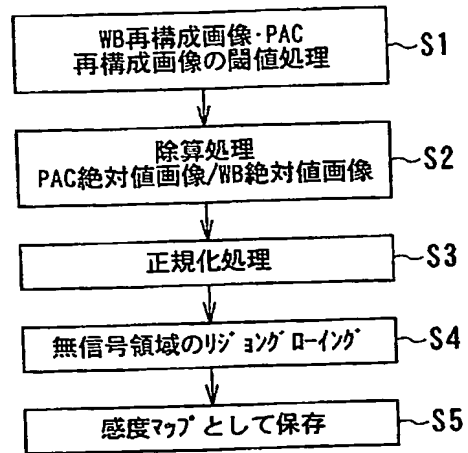 WB再構成画像･PAC
再構成画像の閾値処理
S1
除算処理
PAC絶対値画像/WB絶対値画像
S2
正規化処理
S3
無信号領域のﾘｼﾞｮﾝｸﾞﾛｰｲﾝｸﾞ
S4
感度ﾏｯﾌﾟとして保存
S5